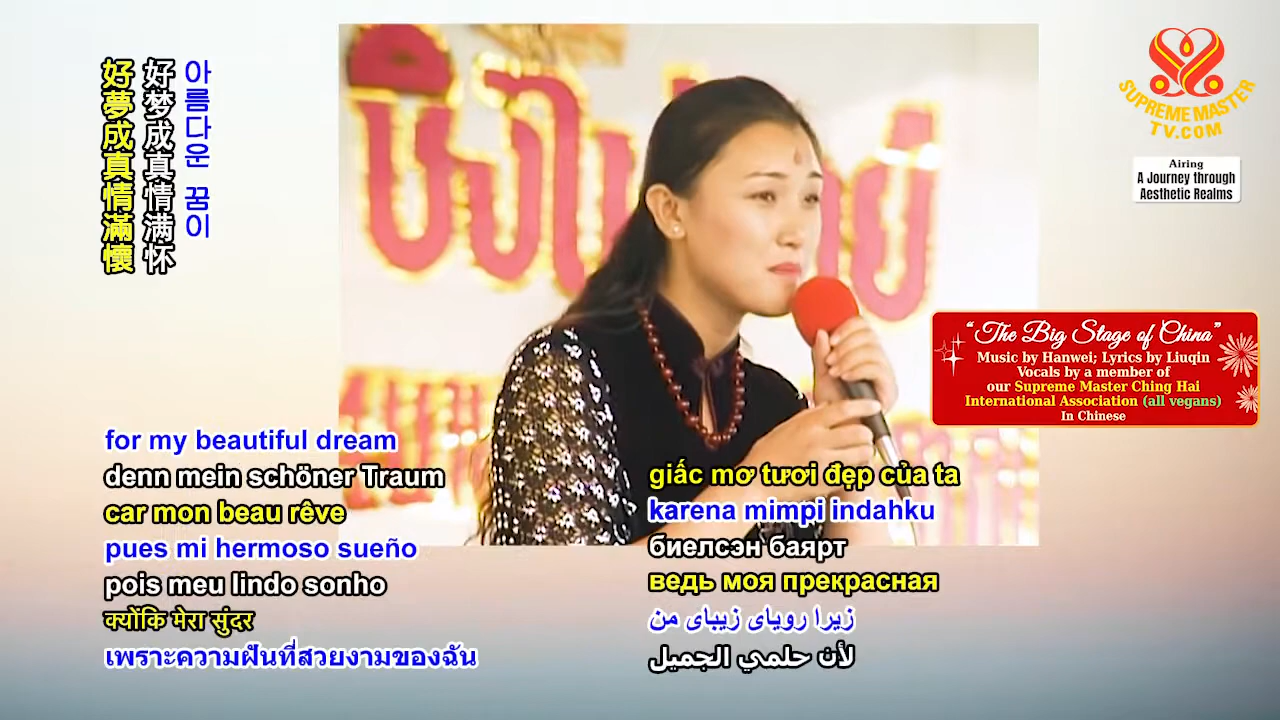 好夢成真情滿懷
好梦成真情满怀
아름다운 꿈이
SUPREME MASTER
TV.COM
Airing
A Journey through
Aesthetic Realms
“The Big Stage of China”
Music by Hanwei; Lyrics by Liuqin
Vocals by a member of
our Supreme Master Ching Hai
International Association (all vegans)
In Chinese
for my beautiful dream
denn mein schöner Traum
car mon beau rêve
pues mi hermoso sueño
pois meu lindo sonho
क्योंकि मेरा सुंदर
เพราะความฝันที่สวยงามของฉัน
giấc mơ tươi đẹp của ta
karena mimpi indahku
биелсэн баярт
ведь моя прекрасная
زیرا رویای زیبای من
لأن حلمي الجميل